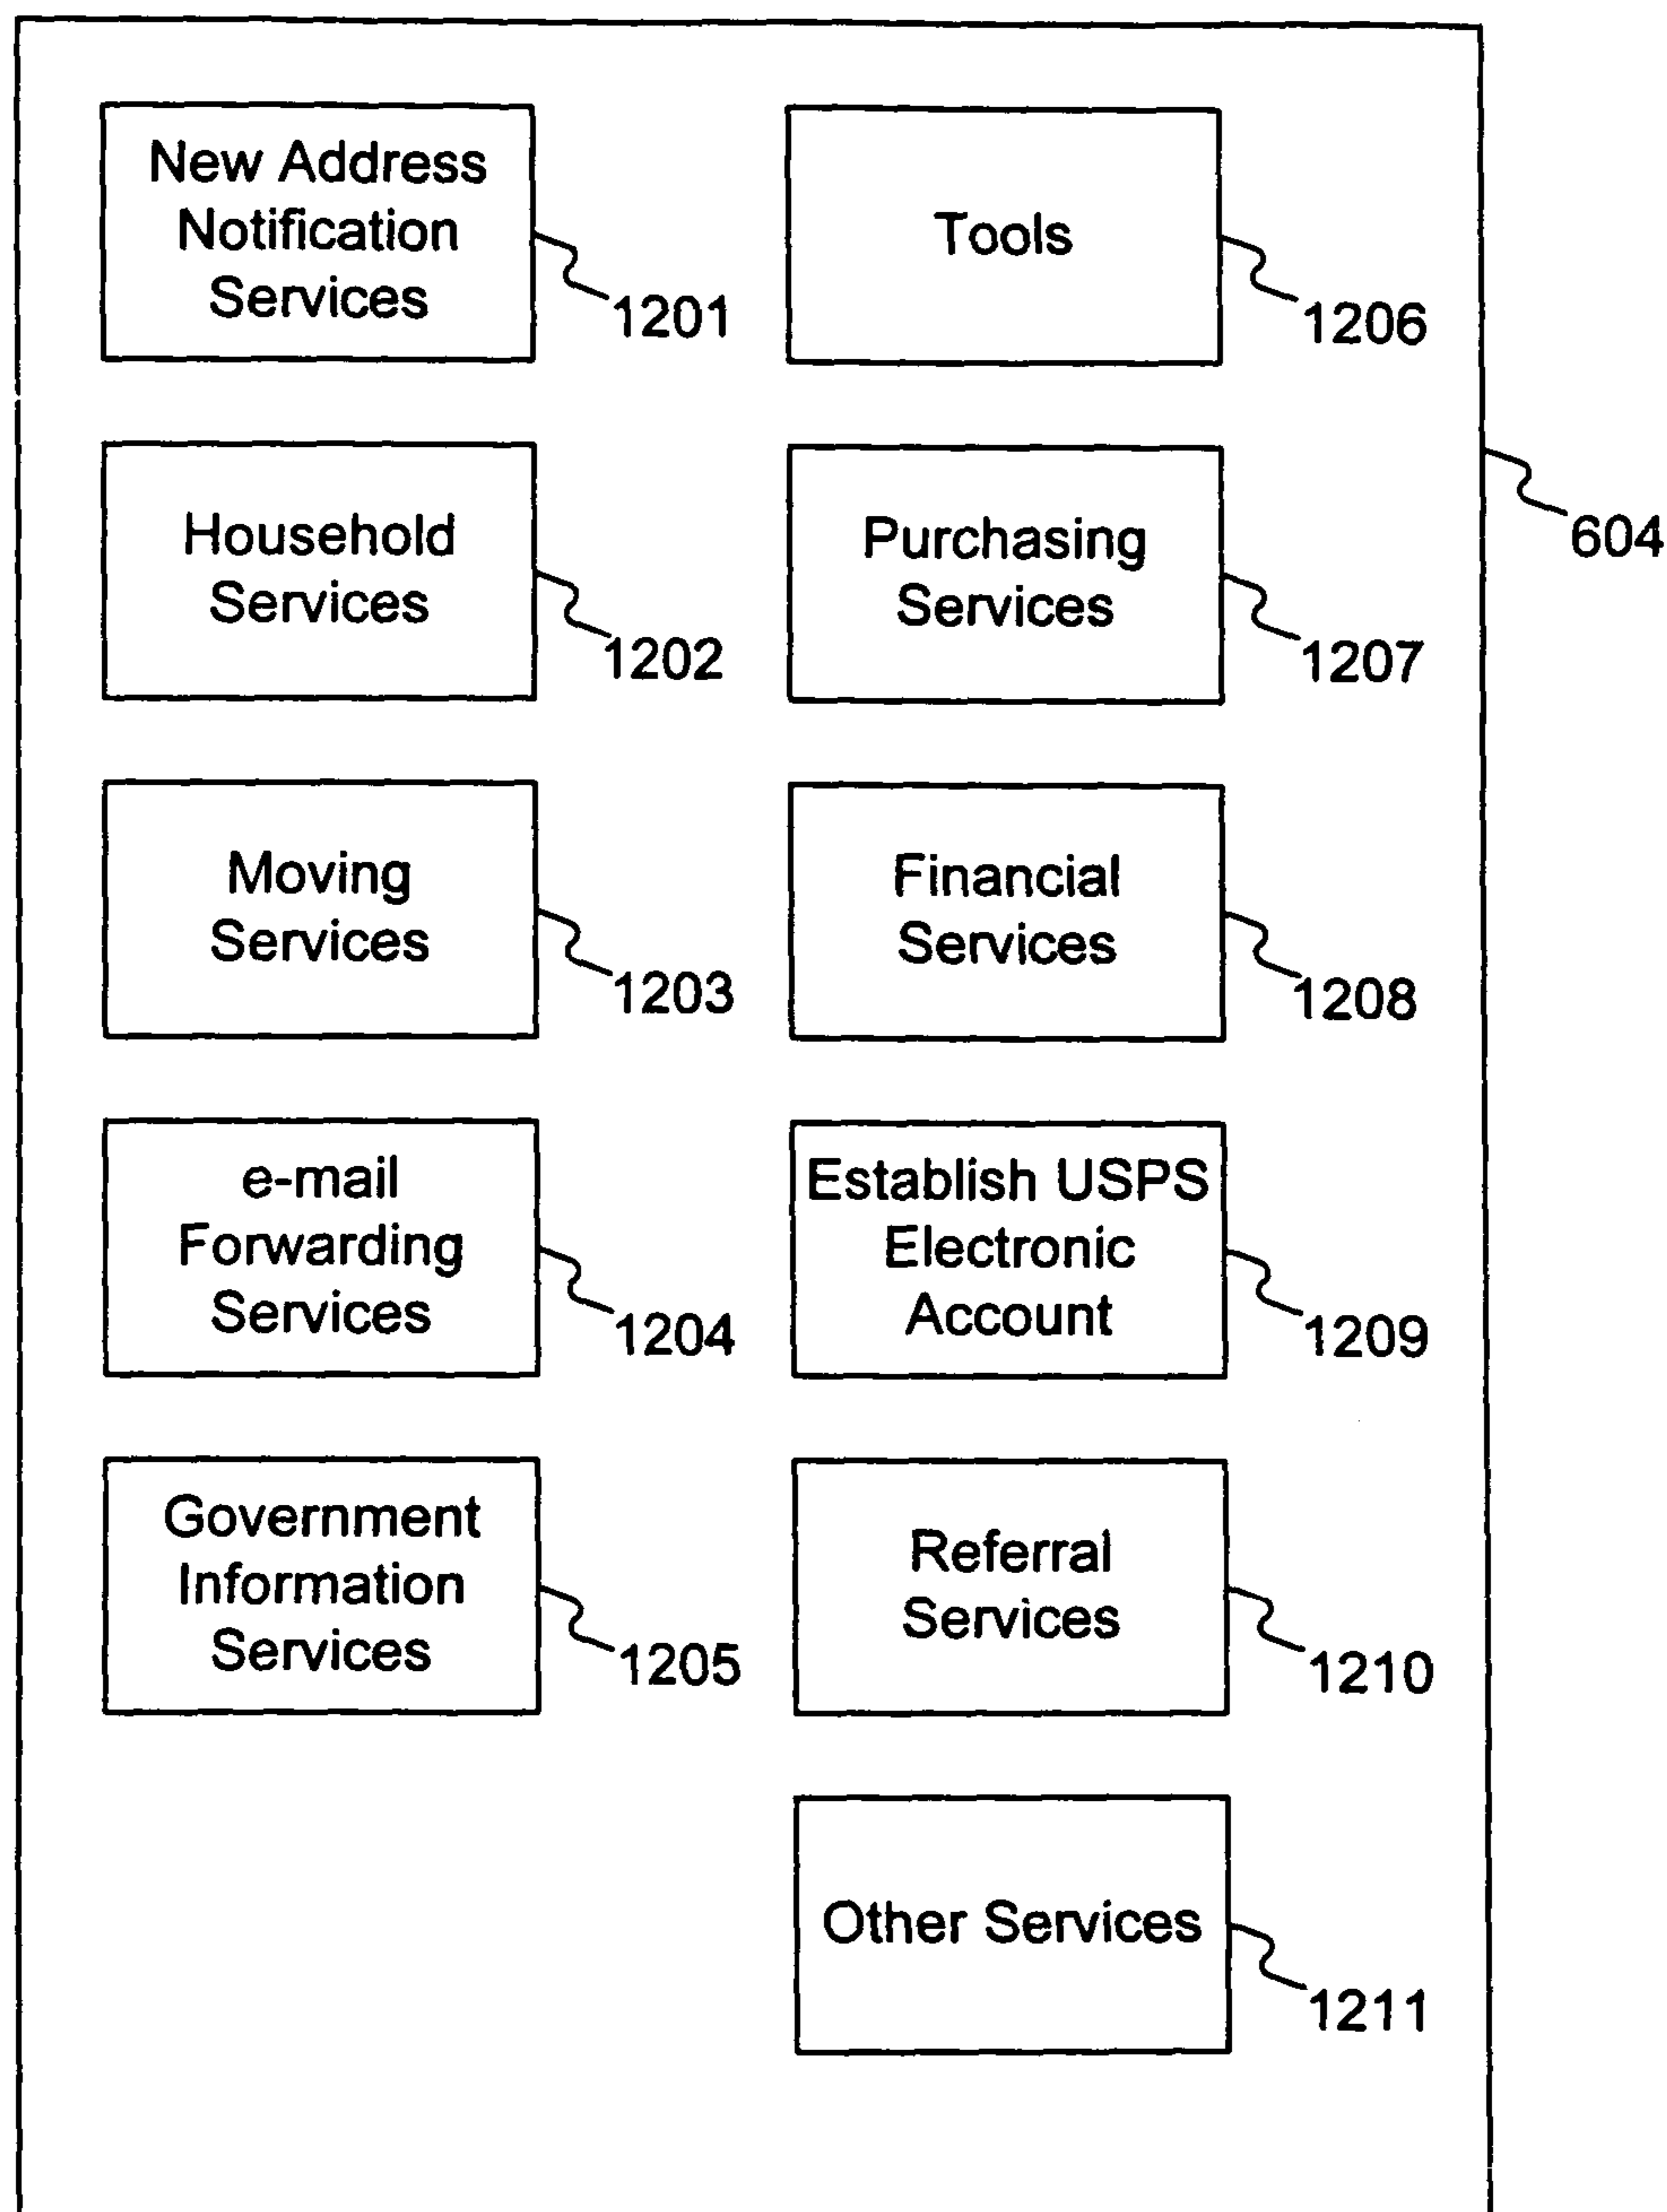 New Address
Notification
Services
1201
Tools
1206
Household
Services
1202
Purchasing
Services
1207
604
Moving
Services
1203
Financial
Services
1208
e-mail
Forwarding
Services
1204
Establish USPS
Electronic
Account
1209
Government
Information
Services
1205
Referral
Services
1210
Other Services
1211